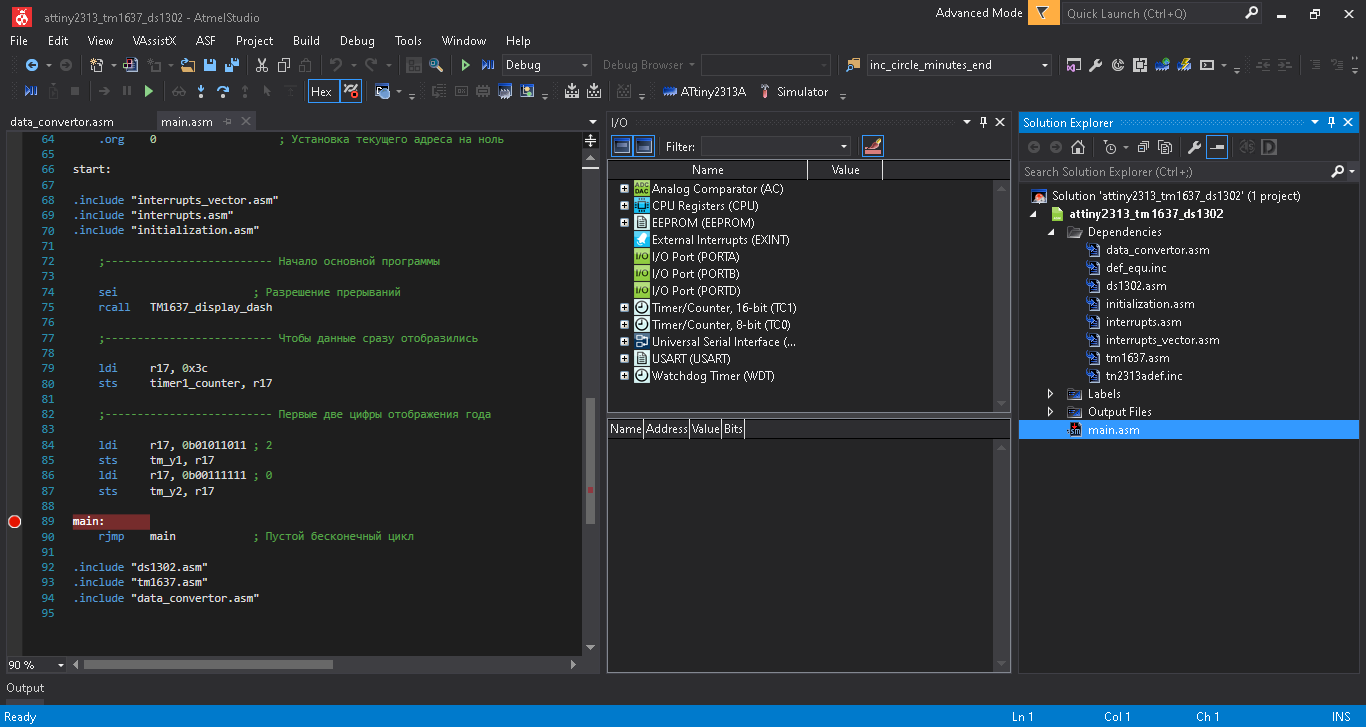 attiny2313_tm1637_ds1302 - AtmelStudio
Advanced Mode
Quick Launch (Ctrl+Q)
File Edit View VAssistX ASF Project Build Debug Tools Window Help
Debug
Debug Browser
inc_circle_minutes_end
Hex
ATtiny2313A
Simulator
data_convertor.asm
main.asm
64 .org 0 ; Установка текущего адреса на ноль
65
66 start:
67
68 .include "interrupts_vector.asm"
69 .include "interrupts.asm"
70 .include "initialization.asm"
71
72 ;-------------------------- Начало основной программы
73
74 sei ; Разрешение прерываний
75 rcall TM1637_display_dash
76
77 ;-------------------------- Чтобы данные сразу отобразились
78
79 ldi r17, 0x3c
80 sts timer1_counter, r17
81
82 ;-------------------------- Первые две цифры отображения года
83
84 ldi r17, 0b01011011 ; 2
85 sts tm_y1, r17
86 ldi r17, 0b00111111 ; 0
87 sts tm_y2, r17
88
89 main:
90 rjmp main ; Пустой бесконечный цикл
91
92 .include "ds1302.asm"
93 .include "tm1637.asm"
94 .include "data_convertor.asm"
95
90 %
I/O
Filter:
Name Value
Analog Comparator (AC)
CPU Registers (CPU)
EEPROM (EEPROM)
External Interrupts (EXINT)
I/O Port (PORTA)
I/O Port (PORTB)
I/O Port (PORTD)
Timer/Counter, 16-bit (TC1)
Timer/Counter, 8-bit (TC0)
Universal Serial Interface (...
USART (USART)
Watchdog Timer (WDT)
Name Address Value Bits
Solution Explorer
Search Solution Explorer (Ctrl+;)
Solution 'attiny2313_tm1637_ds1302' (1 project)
attiny2313_tm1637_ds1302
Dependencies
data_convertor.asm
def_equ.inc
ds1302.asm
initialization.asm
interrupts.asm
interrupts_vector.asm
tm1637.asm
tn2313adef.inc
Labels
Output Files
main.asm
Output
Ready
Ln 1 Col 1 Ch 1 INS